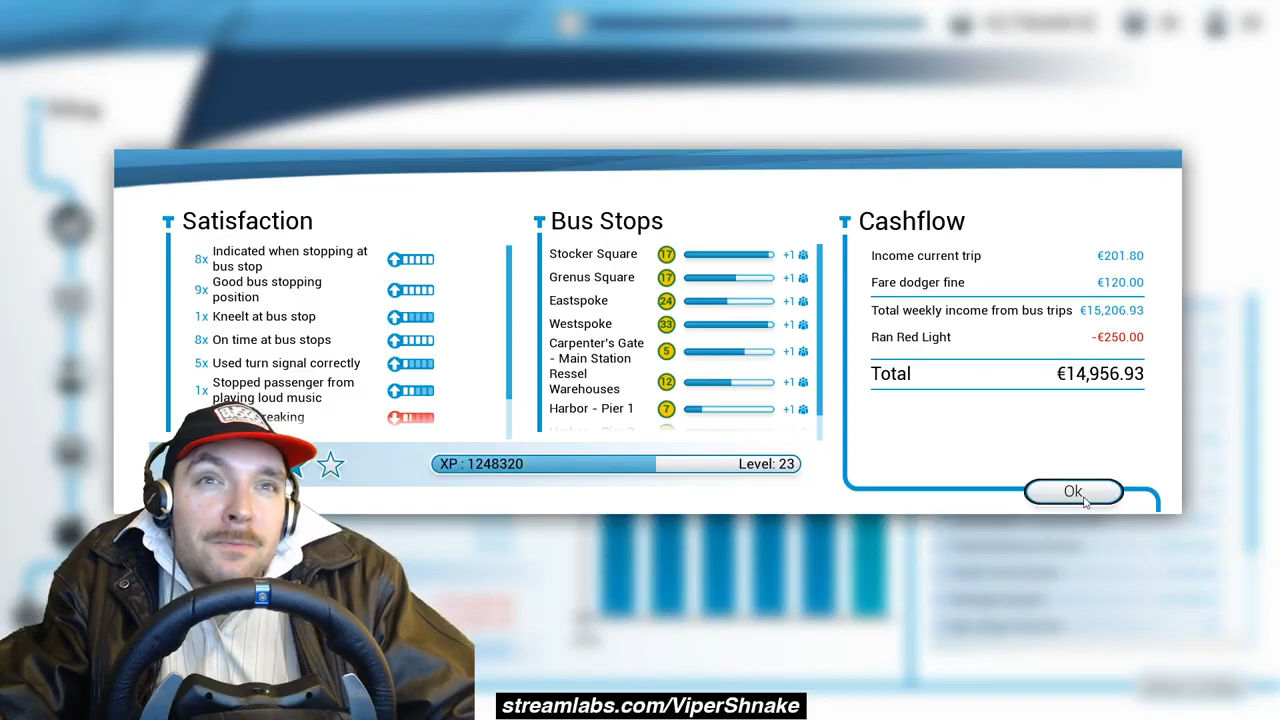 Satisfaction
8x Indicated when stopping at
bus stop
9x Good bus stopping
position
1x Kneelt at bus stop
8x On time at bus stops
5x Used turn signal correctly
1x Stopped passenger from
playing loud music
XP : 1248320 Level: 23
Bus Stops
Stocker Square 17 +1
Grenus Square 17 +1
Eastspoke 24 +1
Westspoke 33 +1
Carpenter's Gate
- Main Station 5 +1
Ressel
Warehouses 12 +1
Harbor - Pier 1 7 +1
Cashflow
Income current trip €201.80
Fare dodger fine €120.00
Total weekly income from bus trips €15,206.93
Ran Red Light -€250.00
Total €14,956.93
Ok
streamlabs.com/ViperShnake